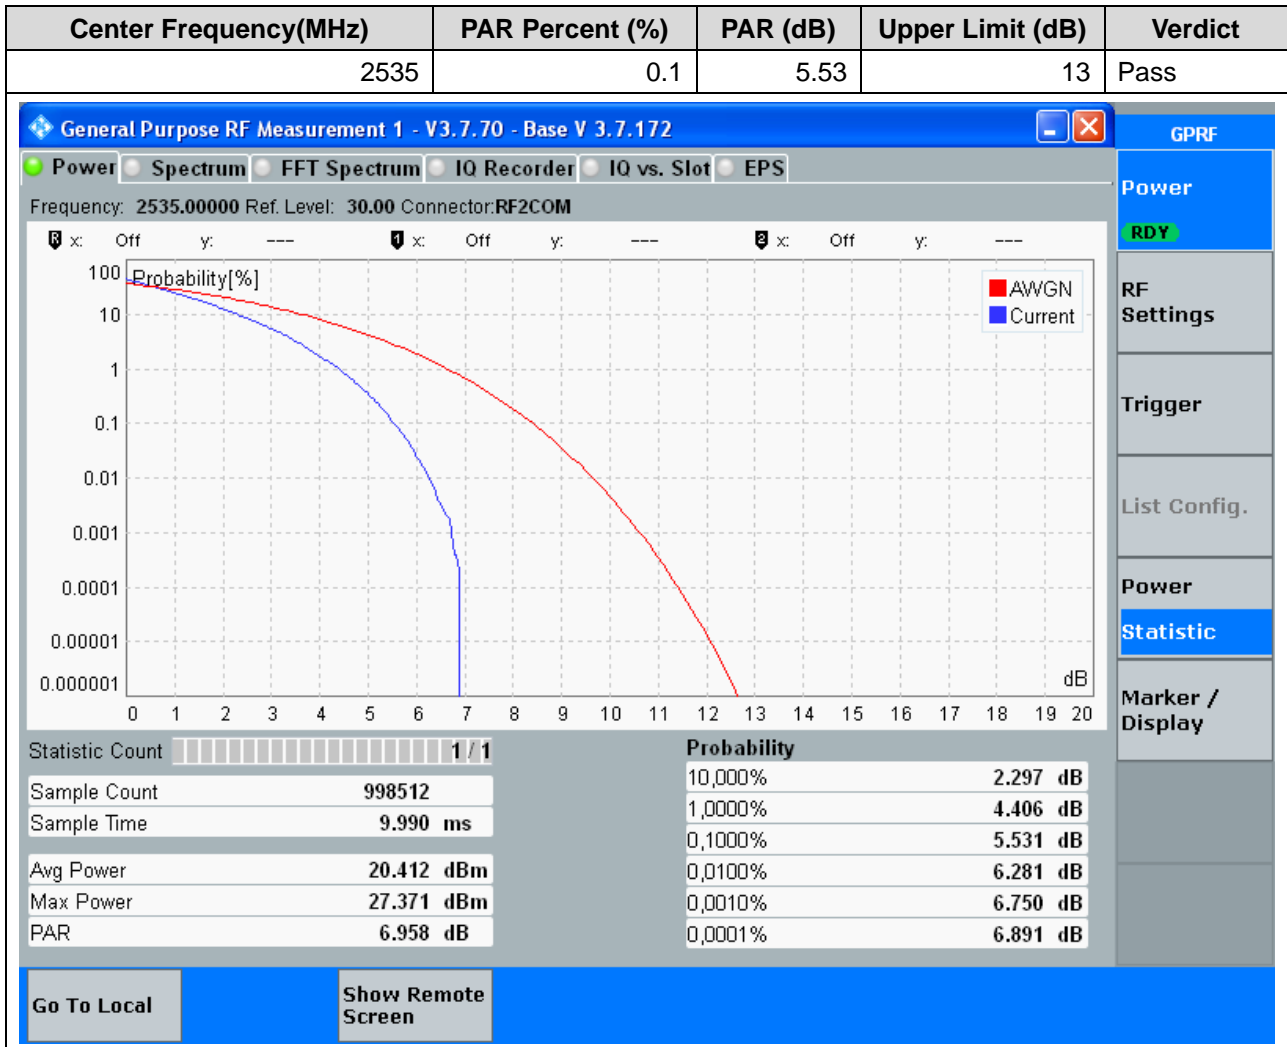 Center Frequency(MHz) PAR Percent (%) PAR (dB) Upper Limit (dB) Verdict
2535 0.1 5.53 13 Pass
General Purpose RF Measurement 1 - V3.7.70 - Base V 3.7.172
GPRF
Power Spectrum FFT Spectrum IQ Recorder IQ vs. Slot EPS
Power
RDY
Frequency: 2535.00000 Ref. Level: 30.00 Connector:RF2COM
R x: Off y: --- 1 x: Off y: --- 2 x: Off y: ---
Probability[%]
AWGN
Current
100
10
1
0.1
0.01
0.001
0.0001
0.00001
0.000001
dB
0 1 2 3 4 5 6 7 8 9 10 11 12 13 14 15 16 17 18 19 20
RF
Settings
Trigger
List Config.
Power
Statistic
Marker /
Display
Statistic Count 1 / 1
Sample Count 998512
Sample Time 9.990 ms
Avg Power 20.412 dBm
Max Power 27.371 dBm
PAR 6.958 dB
Probability
10,000% 2.297 dB
1,0000% 4.406 dB
0,1000% 5.531 dB
0,0100% 6.281 dB
0,0010% 6.750 dB
0,0001% 6.891 dB
Go To Local
Show Remote
Screen